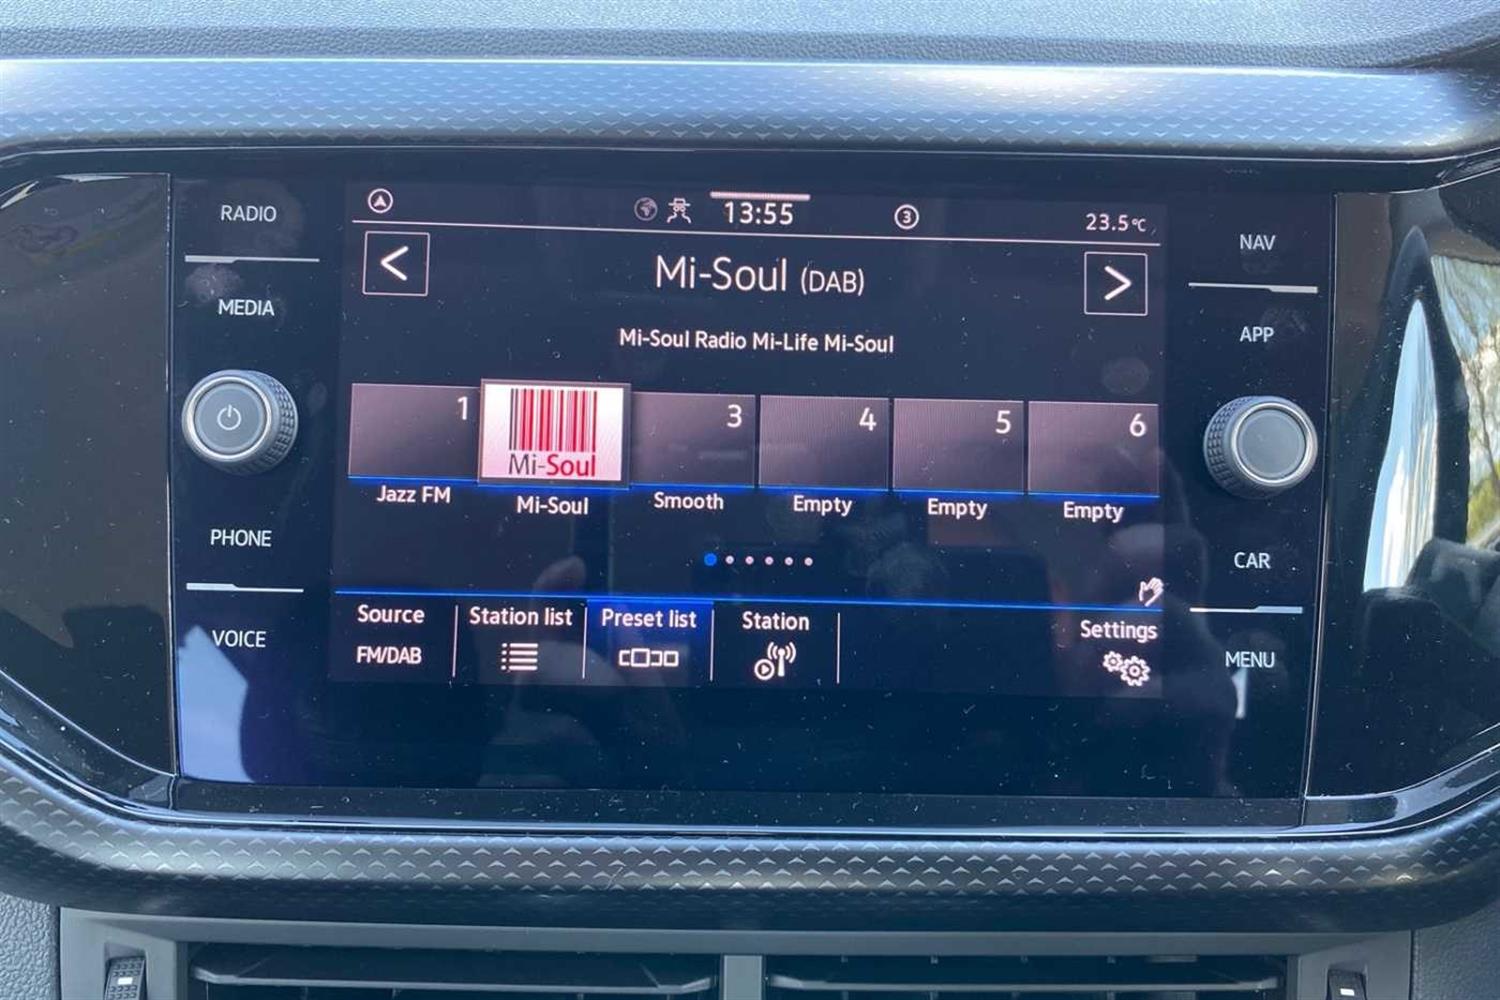 RADIO
MEDIA
PHONE
VOICE
13:55
3
23.5°C
Mi-Soul (DAB)
Mi-Soul Radio Mi-Life Mi-Soul
1
Mi-Soul
3
4
5
6
Jazz FM
Mi-Soul
Smooth
Empty
Empty
Empty
Source
FM/DAB
Station list
Preset list
Station
Settings
NAV
APP
CAR
MENU